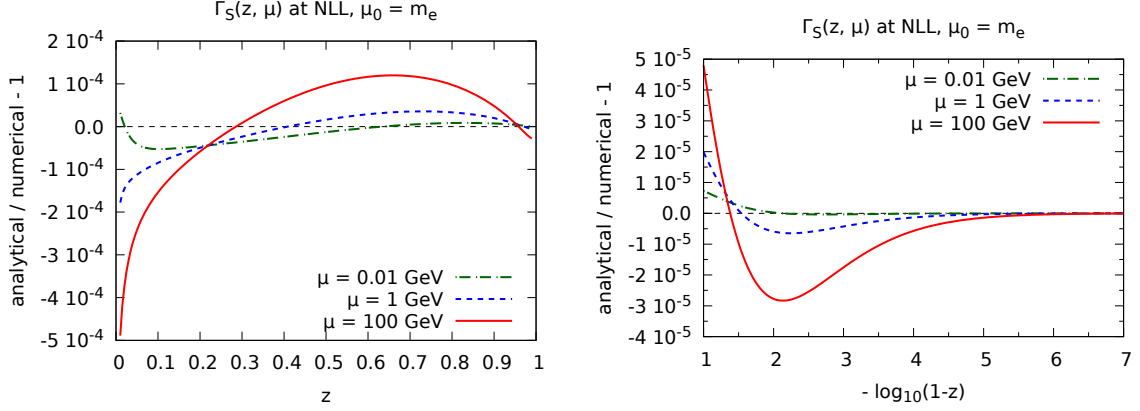 Γ_S(z, μ) at NLL, μ_0 = m_e
analytical / numerical - 1
2 10^-4
1 10^-4
0.0
-1 10^-4
-2 10^-4
-3 10^-4
-4 10^-4
-5 10^-4
μ = 0.01 GeV
μ = 1 GeV
μ = 100 GeV
0 0.1 0.2 0.3 0.4 0.5 0.6 0.7 0.8 0.9 1
z
Γ_S(z, μ) at NLL, μ_0 = m_e
analytical / numerical - 1
5 10^-5
4 10^-5
3 10^-5
2 10^-5
1 10^-5
0.0
-1 10^-5
-2 10^-5
-3 10^-5
-4 10^-5
μ = 0.01 GeV
μ = 1 GeV
μ = 100 GeV
1 2 3 4 5 6 7
- log_10(1-z)